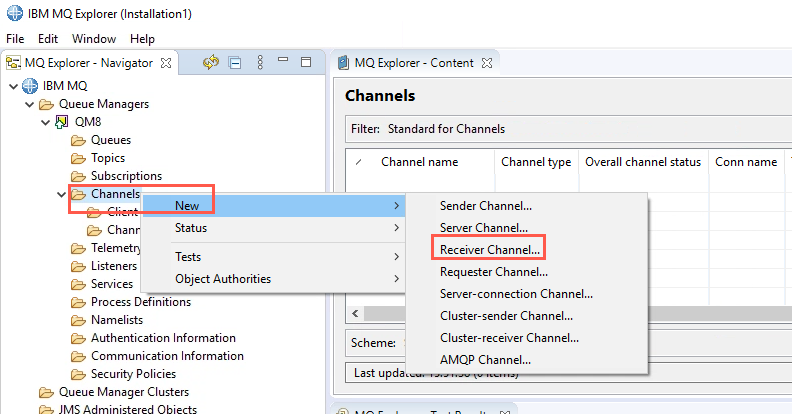 IBM MQ Explorer (Installation1)
File Edit Window Help
MQ Explorer - Navigator
IBM MQ
Queue Managers
QM8
Queues
Topics
Subscriptions
Channels
Client
Chann
Telemetry
Listeners
Services
Process Definitions
Namelists
Authentication Information
Communication Information
Security Policies
Queue Manager Clusters
JMS Administered Objects
New
Status
Tests
Object Authorities
Sender Channel...
Server Channel...
Receiver Channel...
Requester Channel...
Server-connection Channel...
Cluster-sender Channel...
Cluster-receiver Channel...
AMQP Channel...
MQ Explorer - Content
Channels
Filter: Standard for Channels
Channel name Channel type Overall channel status Conn name
Scheme:
Last updated: